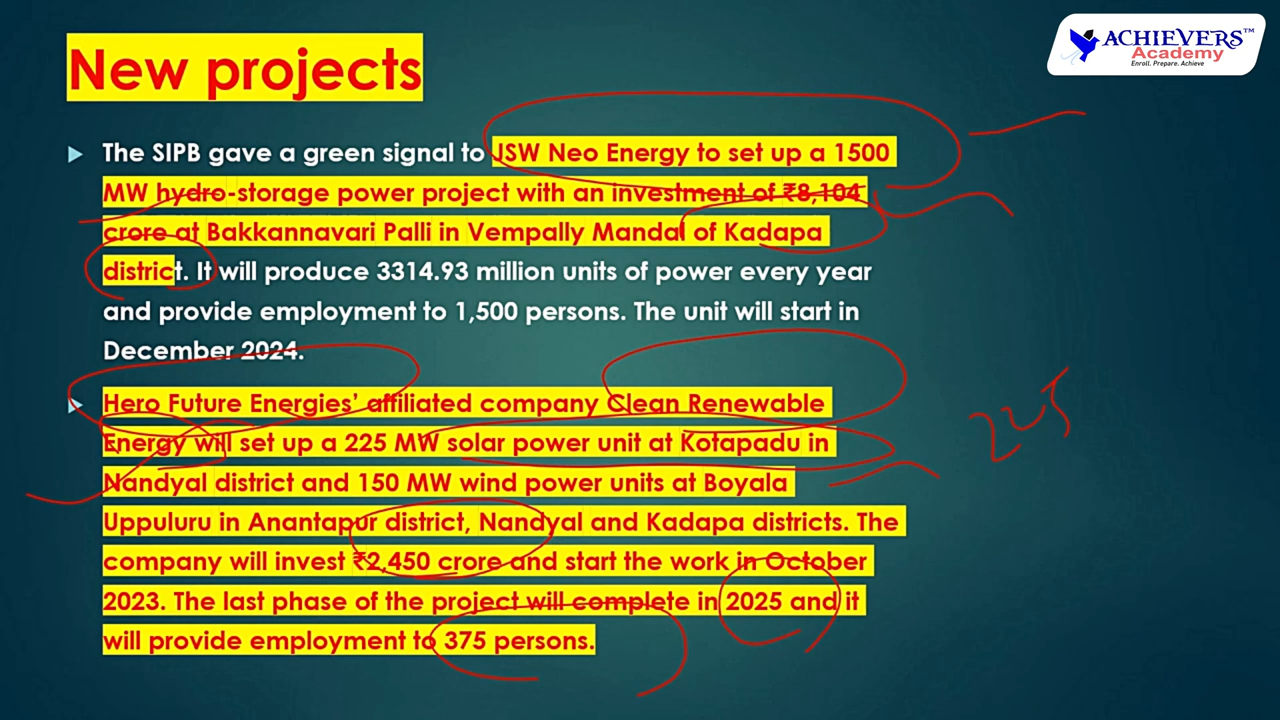 ACHIEVERS™
Academy
Enroll. Prepare. Achieve
New projects
The SIPB gave a green signal to JSW Neo Energy to set up a 1500
MW hydro-storage power project with an investment of ₹8,104
crore at Bakkannavari Palli in Vempally Mandal of Kadapa
district. It will produce 3314.93 million units of power every year
and provide employment to 1,500 persons. The unit will start in
December 2024.
Hero Future Energies’ affiliated company Clean Renewable
Energy will set up a 225 MW solar power unit at Kotapadu in
Nandyal district and 150 MW wind power units at Boyala
Uppuluru in Anantapur district, Nandyal and Kadapa districts. The
company will invest ₹2,450 crore and start the work in October
2023. The last phase of the project will complete in 2025 and it
will provide employment to 375 persons.
225